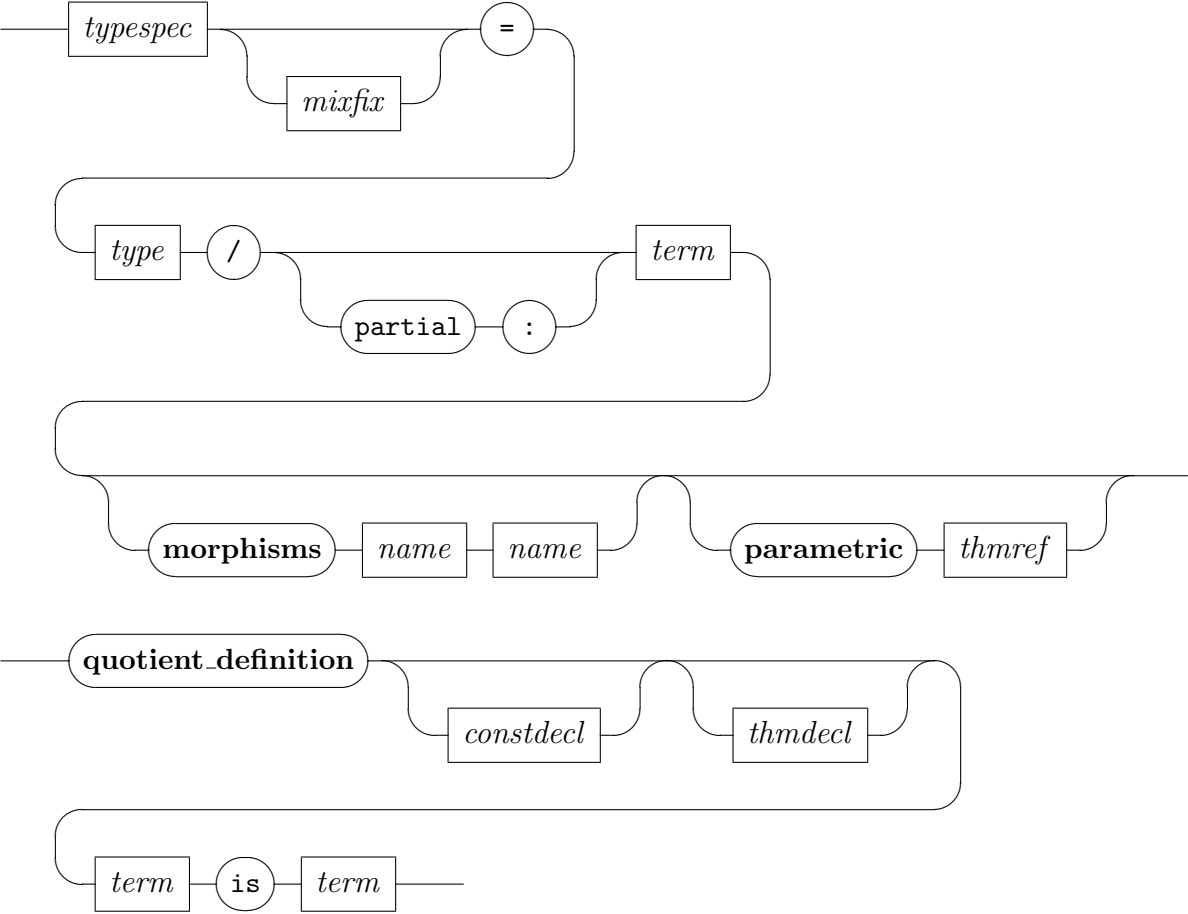 typespec =
mixfix
type / term
partial :
morphisms name name parametric thmref
quotient_definition
constdecl thmdecl
term is term